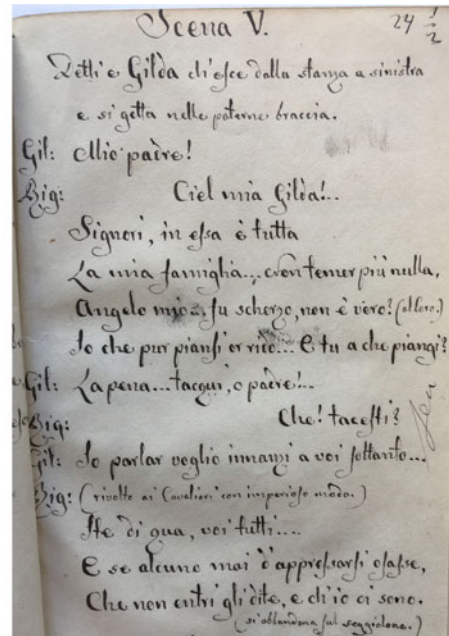 Scena V.
24 1/2
Detti e Gilda ch'esce dalla stanza a sinistra
e si getta nelle paterne braccia.
Gil: Mio padre!
Rig: Ciel mia Gilda!..
Signori, in essa è tutta
La mia famiglia... non temer più nulla,
Angelo mio... fu scherzo, non è vero? (a loro.)
Io che pur piansi or rido... E tu a che piangi?
Gil: La pena... tacqui, o padre!..
Rig: Che! tacesti?
Gil: Io parlar voglio innanzi a voi soltanto...
Rig: (rivolto ai Cavalieri con imperioso modo.)
Ite di qua, voi tutti....
E se alcuno mai d'appressarsi osasse,
Che non entri gli dite, e ch'io ci sono.
(si abbandona sul seggiolone.)